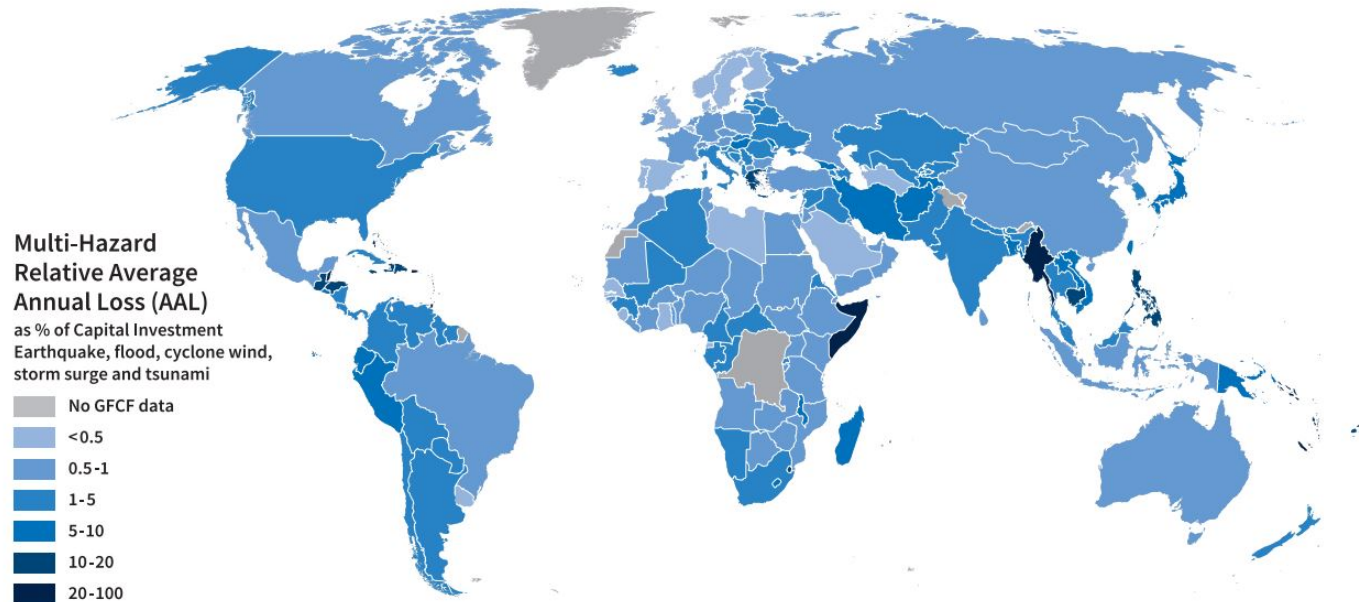 Multi-Hazard
Relative Average
Annual Loss (AAL)
as % of Capital Investment
Earthquake, flood, cyclone wind,
storm surge and tsunami
No GFCF data
<0.5
0.5-1
1-5
5-10
10-20
20-100